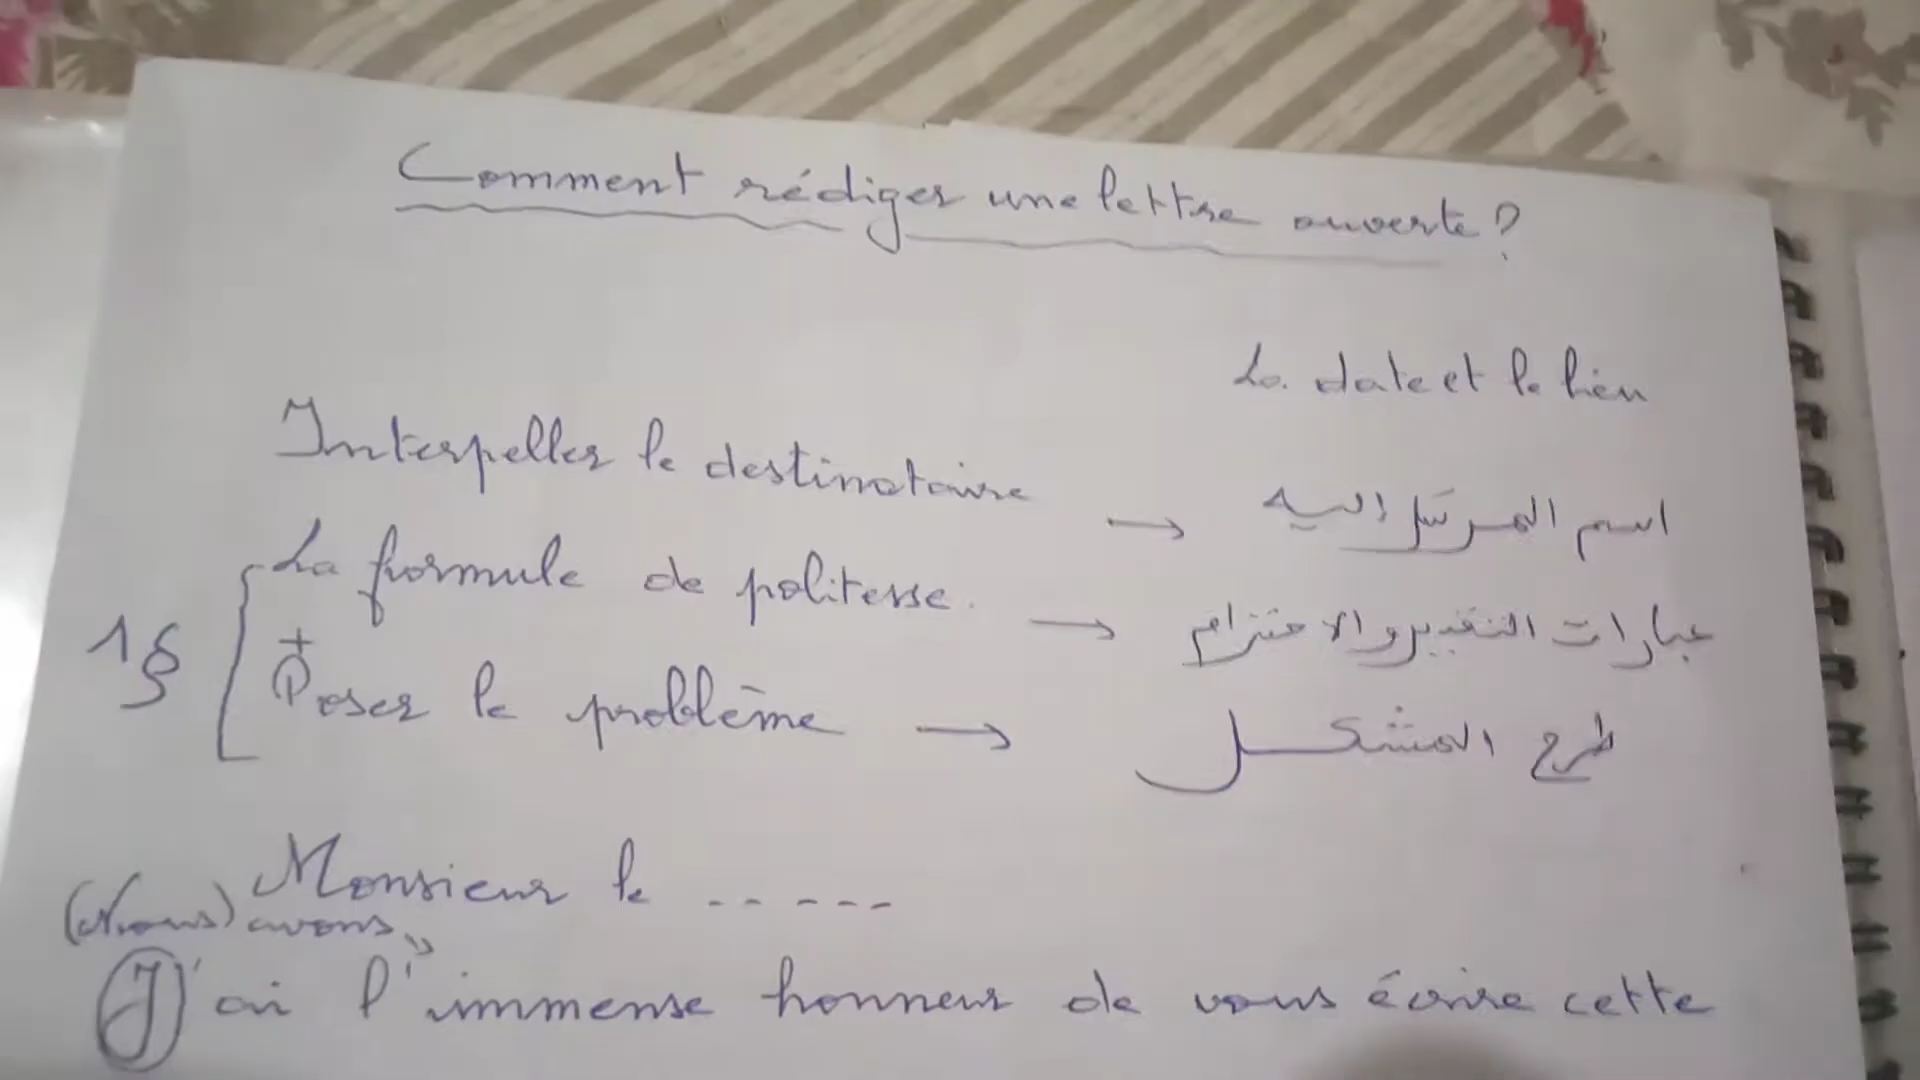 Comment rédiger une lettre ouverte ?
La date et le lieu
Interpeller le destinataire → اسم المرسَل إليه
La formule de politesse. → عبارات التقدير والاحترام
+
1§
Poser le problème → طرح المشكل
Monsieur le -----
(Nous) avons "
J'ai l'immense honneur de vous écrire cette